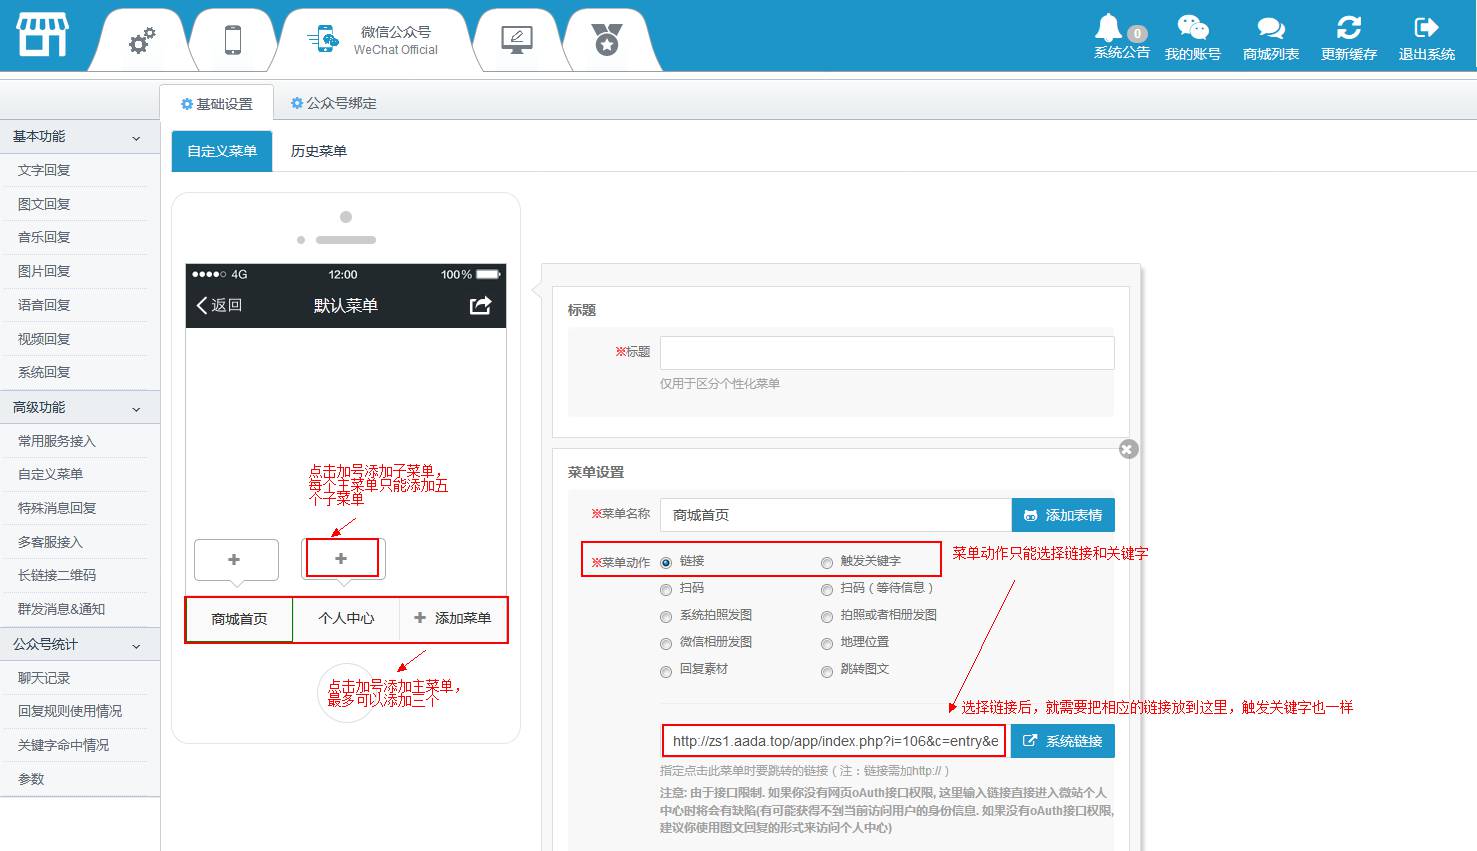 微信公众号
WeChat Official
0
系统公告
我的账号
商城列表
更新缓存
退出系统
基础设置
公众号绑定
基本功能
文字回复
图文回复
音乐回复
图片回复
语音回复
视频回复
系统回复
高级功能
常用服务接入
自定义菜单
特殊消息回复
多客服接入
长链接二维码
群发消息&通知
公众号统计
聊天记录
回复规则使用情况
关键字命中情况
参数
自定义菜单
历史菜单
4G
12:00
100%
返回
默认菜单
点击加号添加子菜单，
每个主菜单只能添加五
个子菜单
+
+
商城首页
个人中心
+ 添加菜单
点击加号添加主菜单，
最多可以添加三个
标题
※标题
仅用于区分个性化菜单
菜单设置
※菜单名称
商城首页
添加表情
※菜单动作
链接
触发关键字
扫码
扫码（等待信息）
系统拍照发图
拍照或者相册发图
微信相册发图
地理位置
回复素材
跳转图文
菜单动作只能选择链接和关键字
选择链接后，就需要把相应的链接放到这里，触发关键字也一样
http://zs1.aada.top/app/index.php?i=106&c=entry&e
系统链接
指定点击此菜单时要跳转的链接（注：链接需加http://）
注意: 由于接口限制. 如果你没有网页oAuth接口权限, 这里输入链接直接进入微站个人
中心时将会有缺陷(有可能获得不到当前访问用户的身份信息. 如果没有oAuth接口权限,
建议你使用图文回复的形式来访问个人中心)